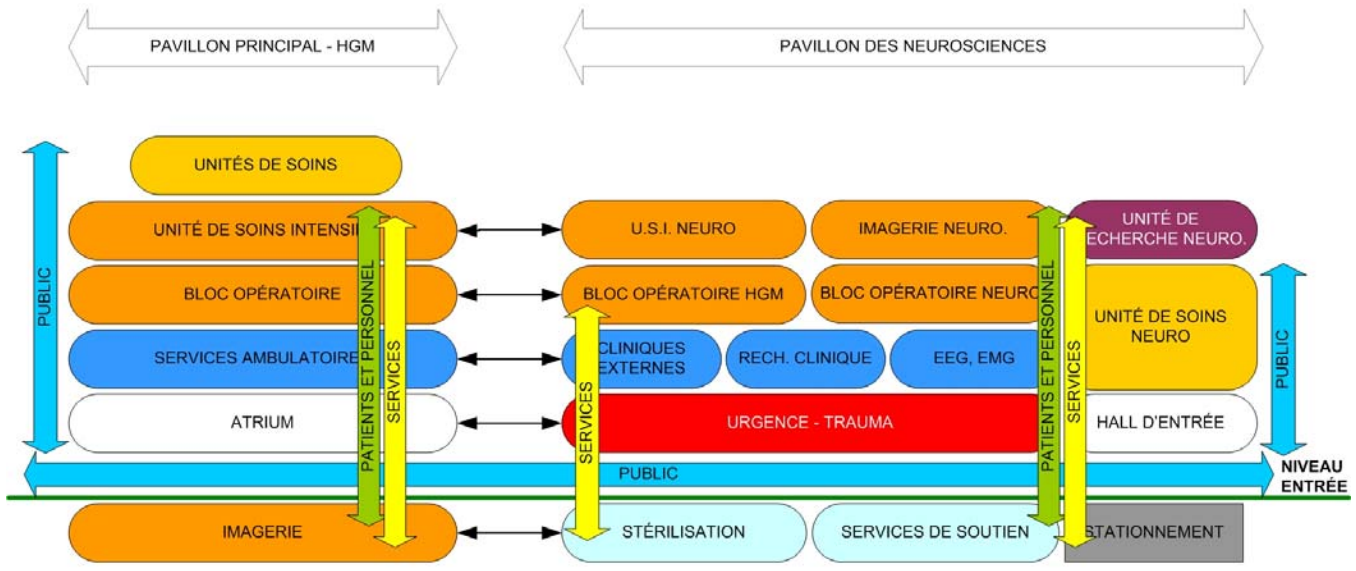 PAVILLON PRINCIPAL - HGM
PAVILLON DES NEUROSCIENCES
UNITÉS DE SOINS
UNITÉ DE SOINS INTENSIF
U.S.I. NEURO
IMAGERIE NEURO.
UNITÉ DE
RECHERCHE NEURO.
BLOC OPÉRATOIRE
BLOC OPÉRATOIRE HGM
BLOC OPÉRATOIRE NEURO
UNITÉ DE SOINS
NEURO
SERVICES AMBULATOIRE
CLINIQUES
EXTERNES
RECH. CLINIQUE
EEG, EMG
ATRIUM
URGENCE - TRAUMA
HALL D'ENTRÉE
PUBLIC
PATIENTS ET PERSONNEL
SERVICES
SERVICES
PATIENTS ET PERSONNEL
SERVICES
PUBLIC
PUBLIC
NIVEAU
ENTRÉE
IMAGERIE
STÉRILISATION
SERVICES DE SOUTIEN
STATIONNEMENT